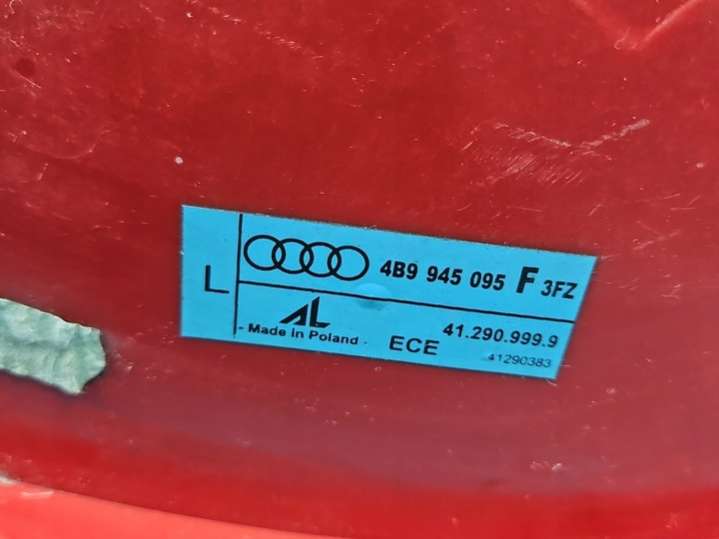 L
4B9 945 095 F 3FZ
AL
- Made in Poland -
ECE
41.290.999.9
41290383